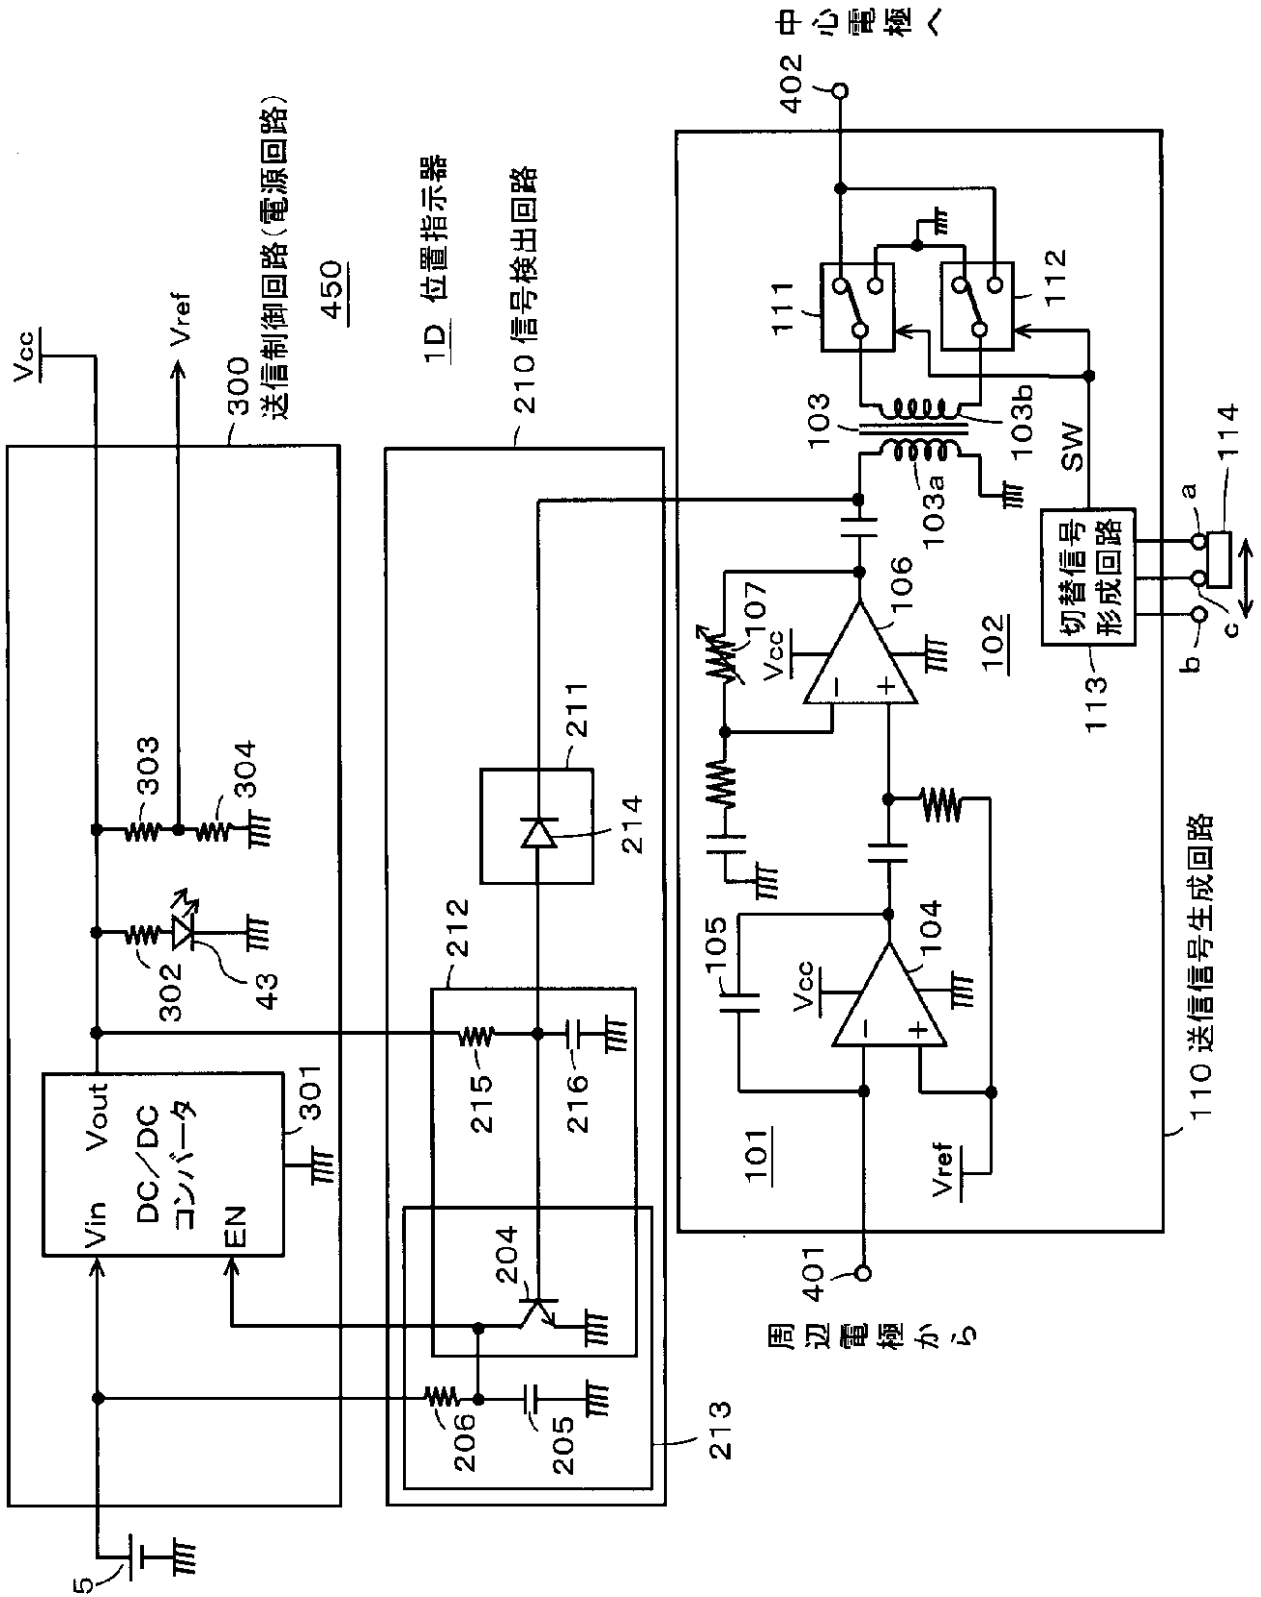 Vcc
Vref
300
送信制御回路(電源回路)
450
303
304
302
43
Vout
Vin
DC/DC
コンバータ
EN
301
5
1D 位置指示器
210 信号検出回路
211
214
212
215
216
204
206
205
213
中心電極へ
402
111
112
103
103a
103b
SW
114
a
c
b
切替信号
形成回路
113
102
106
107
Vcc
-
+
105
104
Vcc
-
+
101
Vref
401
周辺電極から
110 送信信号生成回路